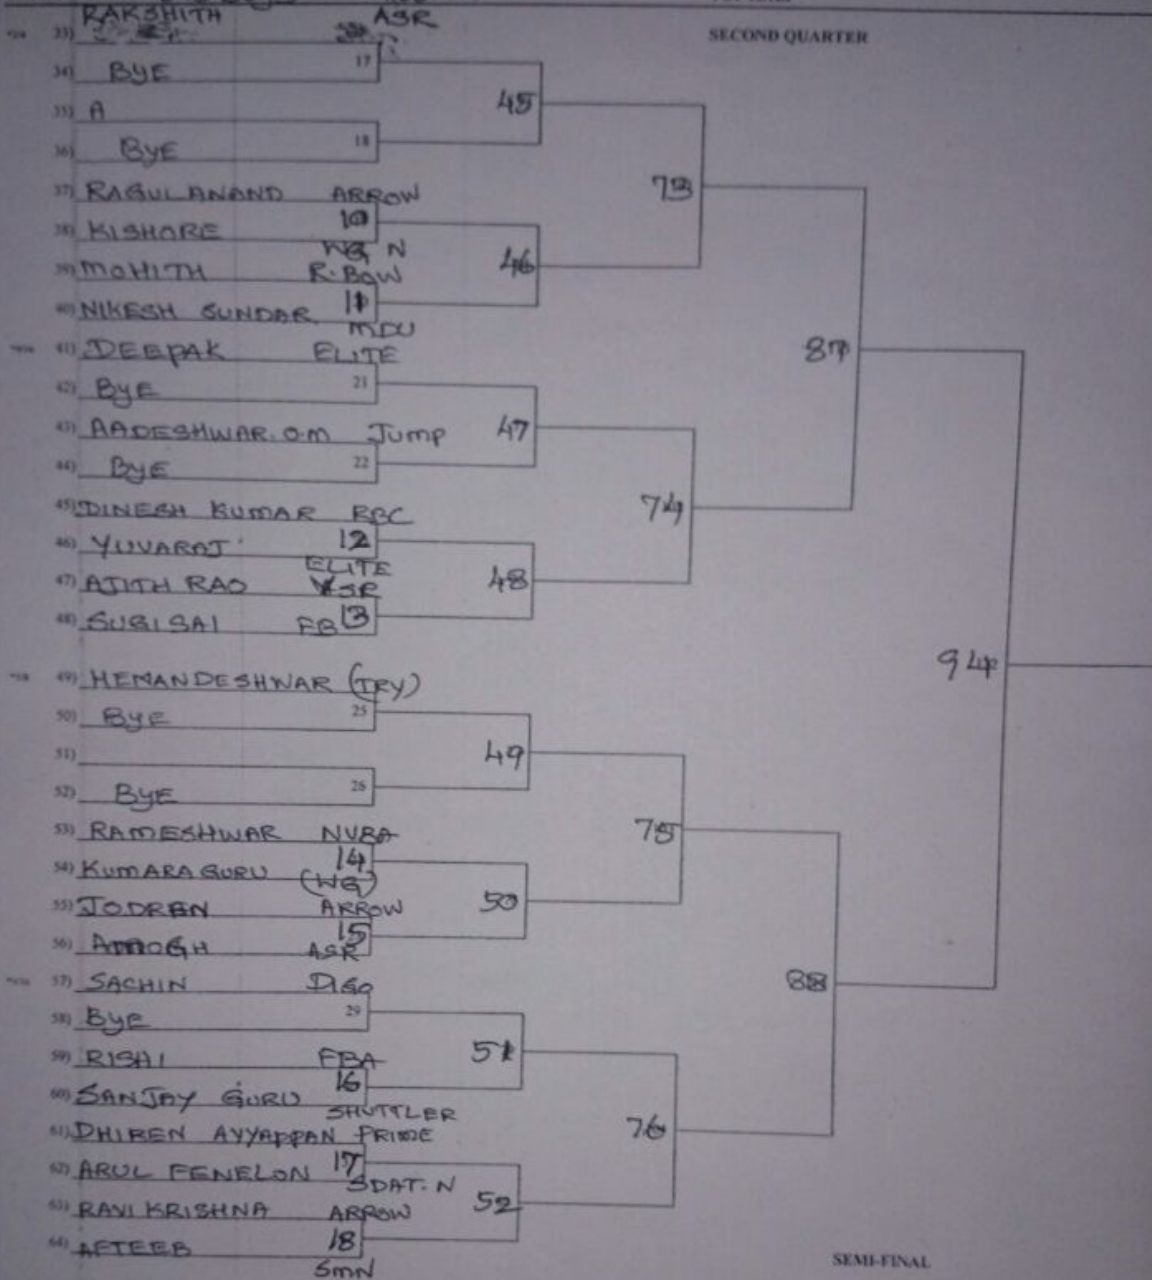 RAKSHITH ASR
SECOND QUARTER
33)
34) BYE 17
45
35) A
36) BYE 18
73
37) RAGULANAND ARROW
10
38) KISHORE
WG N
46
39) MOHITH R.BOW
11
40) NIKESH SUNDAR
MDU
41) DEEPAK ELITE
87
42) BYE 21
43) AADESHWAR.O.M JUMP 47
44) BYE 22
45) DINESH KUMAR RBC
74
46) YUVARAJ 12
ELITE
47) AJITH RAO YSR
48
48) SUBISAI FB 13
94
49) HEMANDESHWAR (TRY)
50) BYE 25
51)
49
52) BYE 26
53) RAMESHWAR NVBA
75
14
54) KUMARAGURU (WG)
55) JODREN ARROW
50
15
56) AMOGH ASR
57) SACHIN DIGO
88
58) BYE 29
59) RISHI FBA
51
16
60) SANJAY GURU
SHUTTLER
61) DHIREN AYYAPPAN PRIME
76
62) ARUL FENELON 17
SDAT.N
63) RAVI KRISHNA ARROW
52
64) AFTEEB 18
SMN
SEMI-FINAL